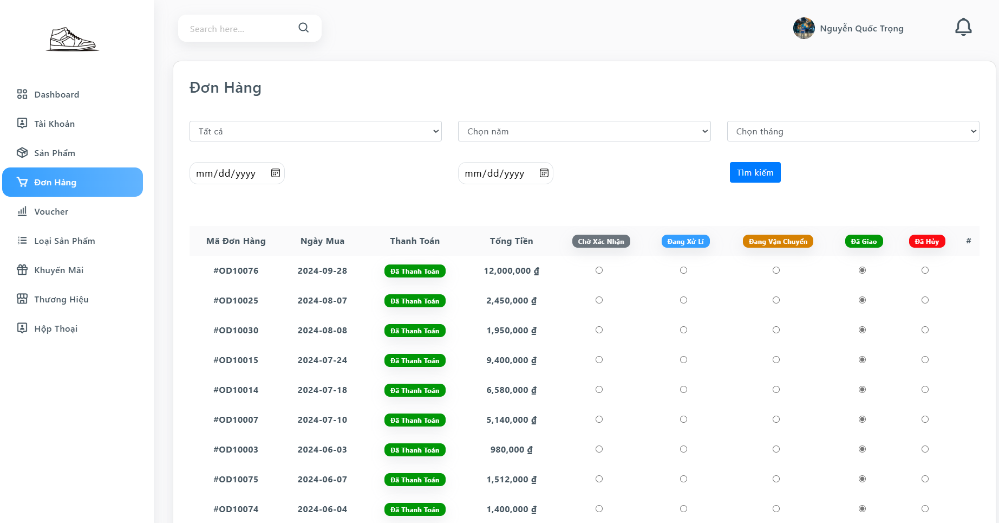 Search here...
Nguyễn Quốc Trọng
Dashboard
Tài Khoản
Sản Phẩm
Đơn Hàng
Voucher
Loại Sản Phẩm
Khuyến Mãi
Thương Hiệu
Hộp Thoại
Đơn Hàng
Tất cả Chọn năm Chọn tháng
mm/dd/yyyy mm/dd/yyyy Tìm kiếm
Mã Đơn Hàng Ngày Mua Thanh Toán Tổng Tiền Chờ Xác Nhận Đang Xử Lí Đang Vận Chuyển Đã Giao Đã Hủy #
#OD10076 2024-09-28 Đã Thanh Toán 12,000,000 ₫
#OD10025 2024-08-07 Đã Thanh Toán 2,450,000 ₫
#OD10030 2024-08-08 Đã Thanh Toán 1,950,000 ₫
#OD10015 2024-07-24 Đã Thanh Toán 9,400,000 ₫
#OD10014 2024-07-18 Đã Thanh Toán 6,580,000 ₫
#OD10007 2024-07-10 Đã Thanh Toán 5,140,000 ₫
#OD10003 2024-06-03 Đã Thanh Toán 980,000 ₫
#OD10075 2024-06-07 Đã Thanh Toán 1,512,000 ₫
#OD10074 2024-06-04 Đã Thanh Toán 1,400,000 ₫